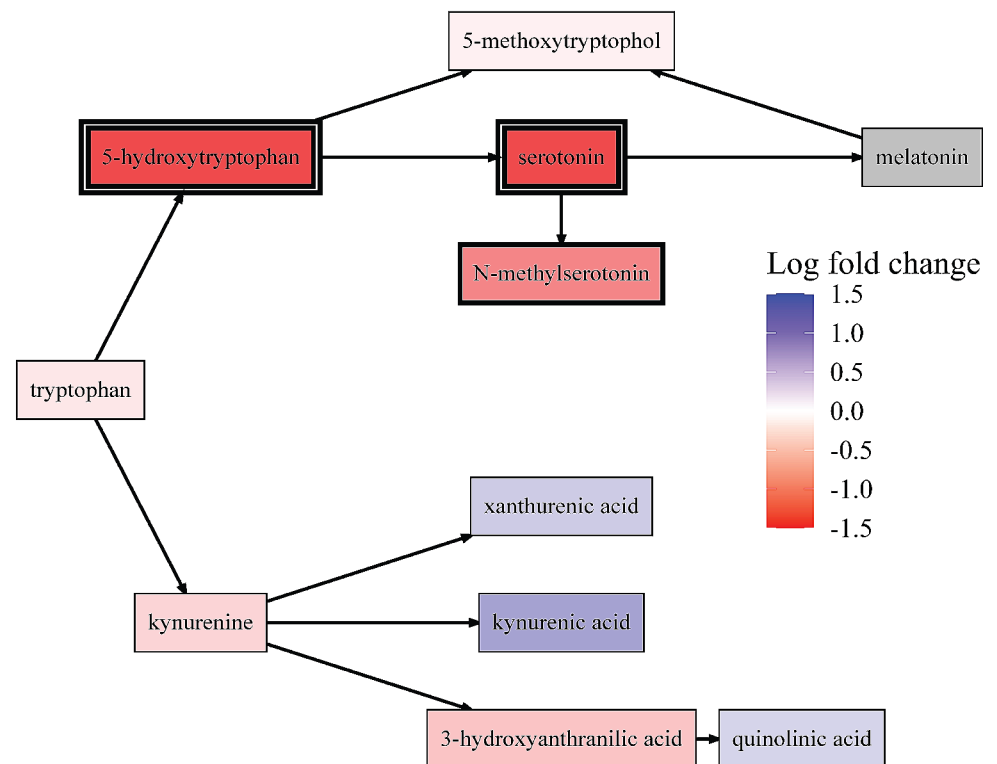 5-methoxytryptophol
5-hydroxytryptophan
serotonin
melatonin
N-methylserotonin
Log fold change
1.5
1.0
0.5
0.0
-0.5
-1.0
-1.5
tryptophan
xanthurenic acid
kynurenine
kynurenic acid
3-hydroxyanthranilic acid
quinolinic acid